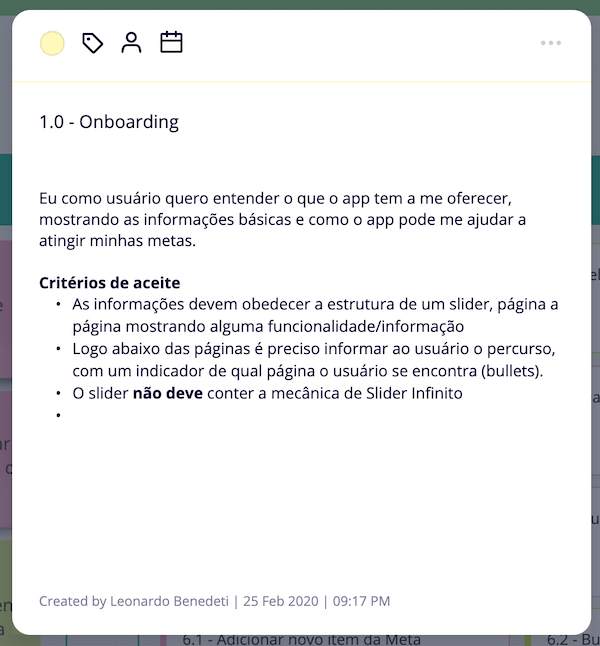 1.0 - Onboarding
Eu como usuário quero entender o que o app tem a me oferecer,
mostrando as informações básicas e como o app pode me ajudar a
atingir minhas metas.
Critérios de aceite
• As informações devem obedecer a estrutura de um slider, página a
página mostrando alguma funcionalidade/informação
• Logo abaixo das páginas é preciso informar ao usuário o percurso,
com um indicador de qual página o usuário se encontra (bullets).
• O slider não deve conter a mecânica de Slider Infinito
•
Created by Leonardo Benedeti | 25 Feb 2020 | 09:17 PM
6.1 - Adicionar novo item da Meta
6.2 - Bu